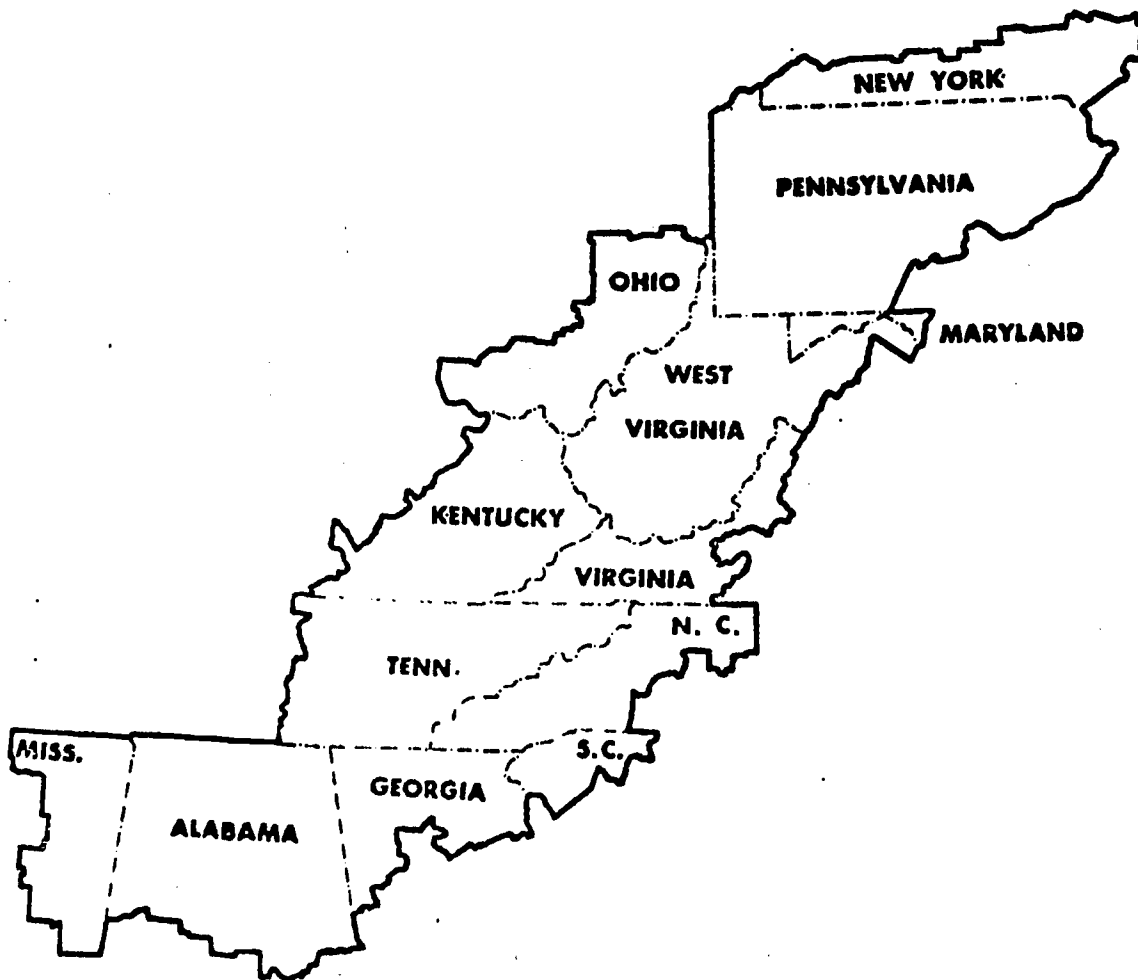 NEW YORK
PENNSYLVANIA
OHIO
MARYLAND
WEST
VIRGINIA
KENTUCKY
VIRGINIA
N. C.
TENN.
MISS.
S.C.
GEORGIA
ALABAMA